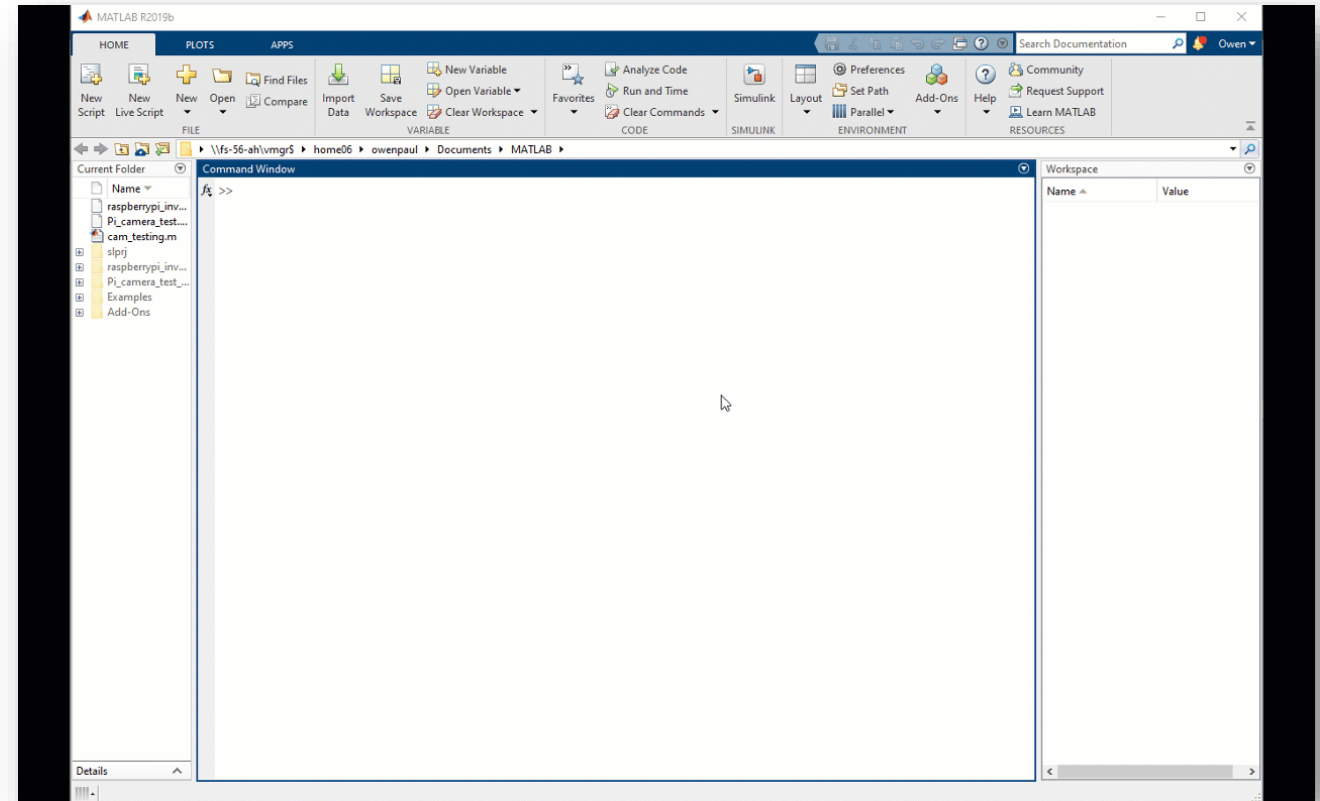 MATLAB R2019b
HOME PLOTS APPS Search Documentation Owen
New Script
New Live Script
New
Open
Find Files
Compare
Import Data
Save Workspace
New Variable
Open Variable
Clear Workspace
Favorites
Analyze Code
Run and Time
Clear Commands
Simulink
Layout
Preferences
Set Path
Parallel
Add-Ons
Help
Community
Request Support
Learn MATLAB
FILE VARIABLE CODE SIMULINK ENVIRONMENT RESOURCES
\\fs-56-ah\vmgr$ home06 owenpaul Documents MATLAB
Current Folder
Name
raspberrypi_inv...
Pi_camera_test....
cam_testing.m
slprj
raspberrypi_inv...
Pi_camera_test_...
Examples
Add-Ons
Details
Command Window
fx >>
Workspace
Name Value